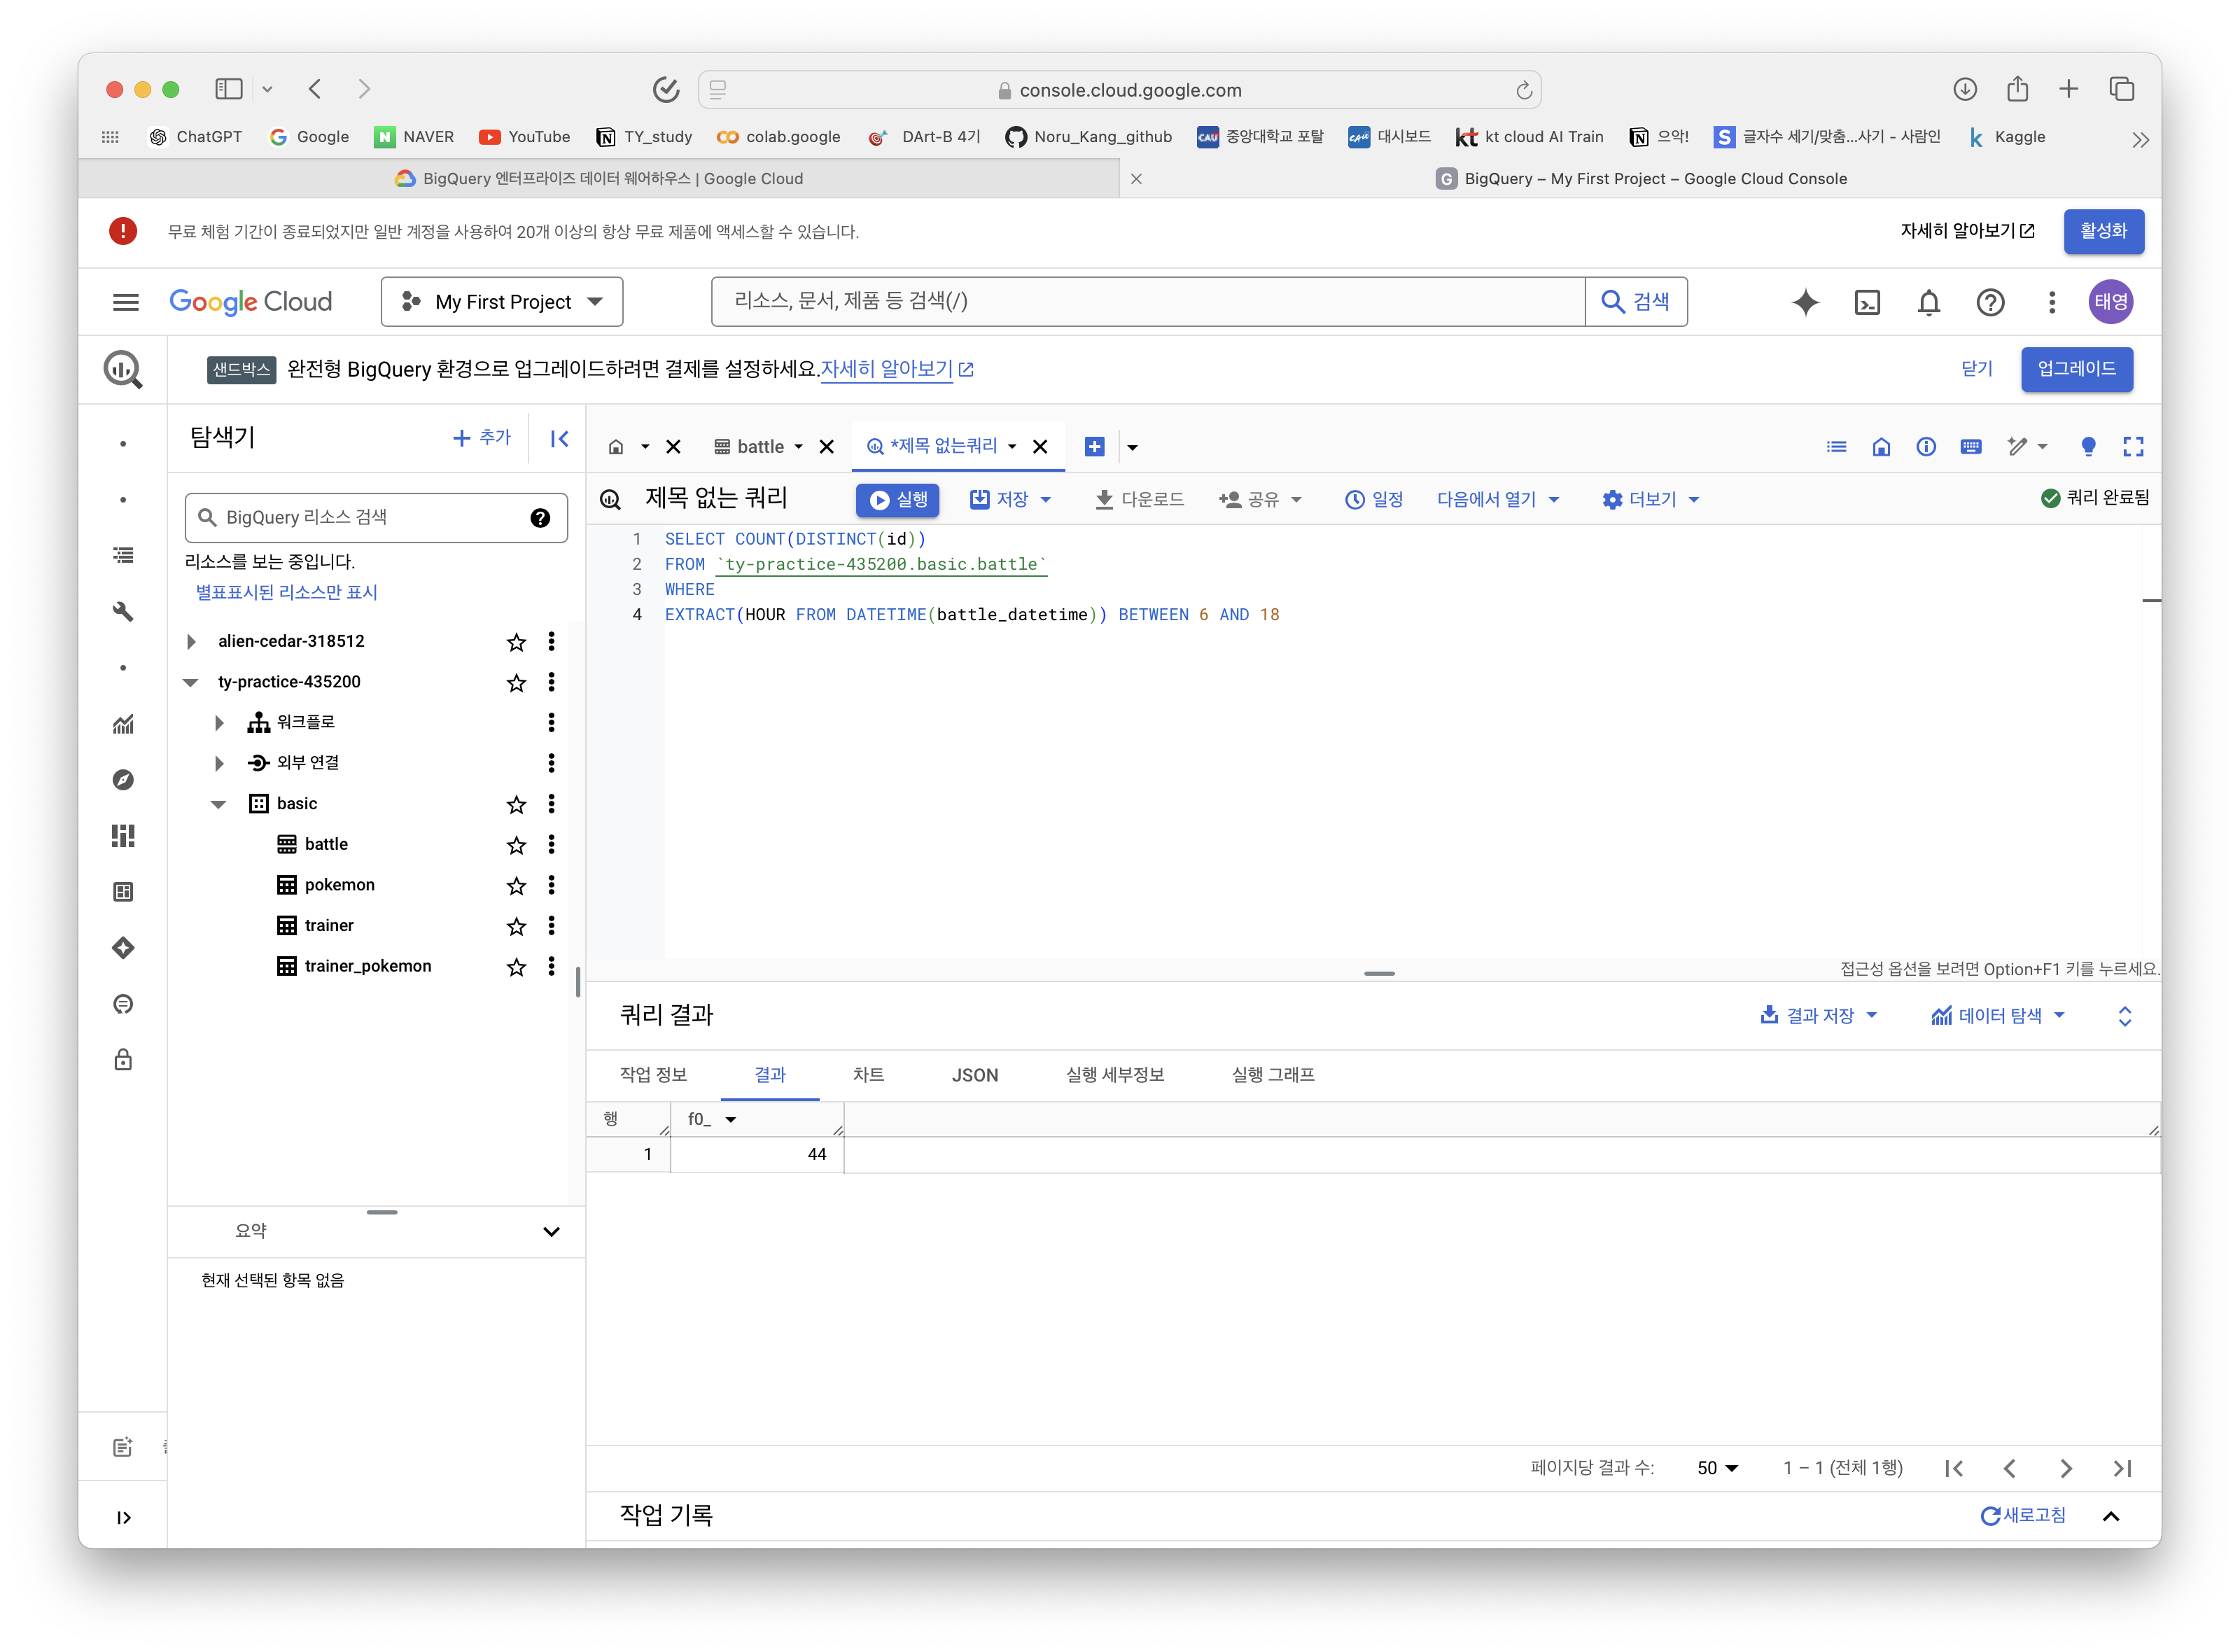 console.cloud.google.com
ChatGPT Google NAVER YouTube TY_study colab.google DArt-B 4기 Noru_Kang_github 중앙대학교 포탈 대시보드 kt cloud AI Train 으악! 글자수 세기/맞춤...사기 - 사람인 Kaggle
BigQuery 엔터프라이즈 데이터 웨어하우스 | Google Cloud
BigQuery – My First Project – Google Cloud Console
무료 체험 기간이 종료되었지만 일반 계정을 사용하여 20개 이상의 항상 무료 제품에 액세스할 수 있습니다.
자세히 알아보기
활성화
Google Cloud
My First Project
리소스, 문서, 제품 등 검색(/)
검색
태영
샌드박스 완전형 BigQuery 환경으로 업그레이드하려면 결제를 설정하세요.자세히 알아보기
닫기
업그레이드
탐색기
추가
BigQuery 리소스 검색
리소스를 보는 중입니다.
별표표시된 리소스만 표시
alien-cedar-318512
ty-practice-435200
워크플로
외부 연결
basic
battle
pokemon
trainer
trainer_pokemon
요약
현재 선택된 항목 없음
battle
*제목 없는쿼리
제목 없는 쿼리
실행
저장
다운로드
공유
일정
다음에서 열기
더보기
쿼리 완료됨
1 SELECT COUNT(DISTINCT(id))
2 FROM `ty-practice-435200.basic.battle`
3 WHERE
4 EXTRACT(HOUR FROM DATETIME(battle_datetime)) BETWEEN 6 AND 18
접근성 옵션을 보려면 Option+F1 키를 누르세요.
쿼리 결과
결과 저장
데이터 탐색
작업 정보 결과 차트 JSON 실행 세부정보 실행 그래프
행 f0_
1 44
페이지당 결과 수: 50 1 – 1 (전체 1행)
작업 기록
새로고침